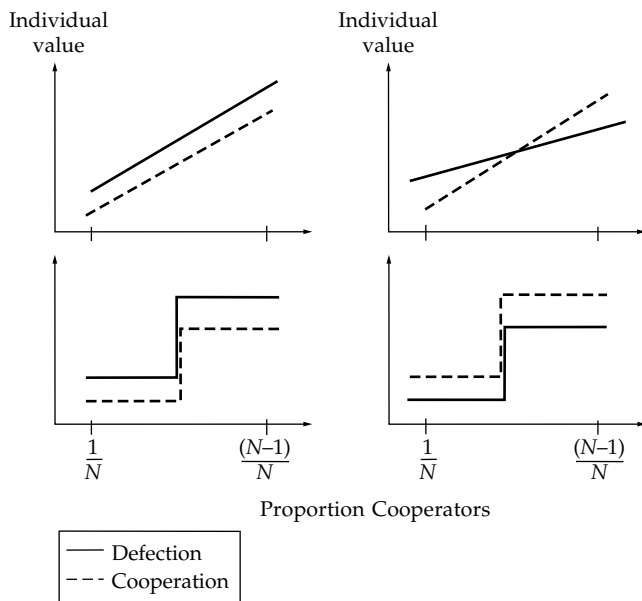 Individual
value
Individual
value
1
N
(N–1)
N
1
N
(N–1)
N
Proportion Cooperators
Defection
Cooperation